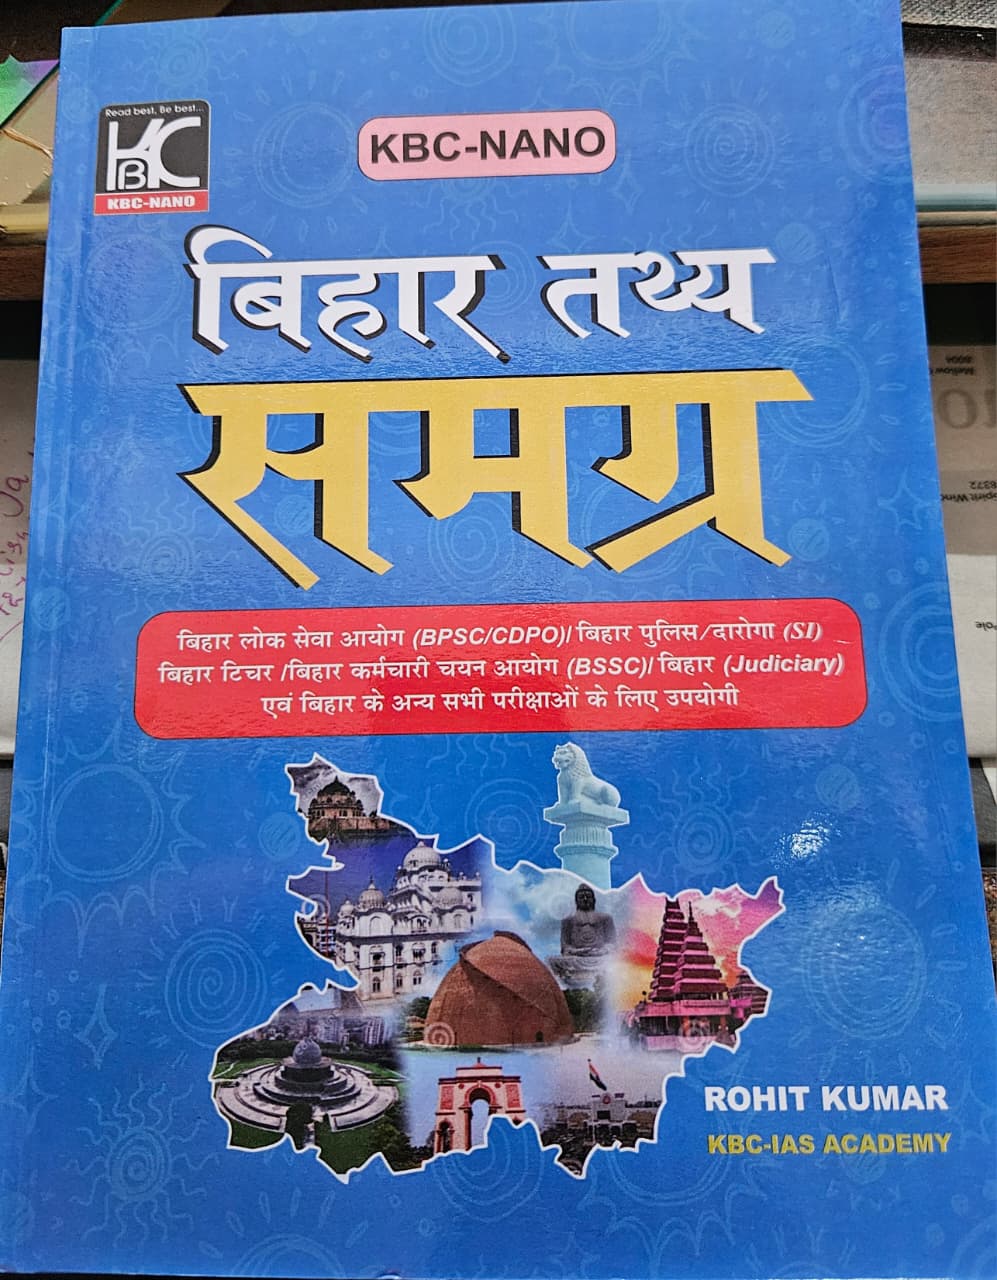 Read best, Be best...
KBC
KBC-NANO
KBC-NANO
बिहार तथ्य
समग्र
बिहार लोक सेवा आयोग (BPSC/CDPO)/ बिहार पुलिस/दारोगा (SI)
बिहार टिचर /बिहार कर्मचारी चयन आयोग (BSSC)/ बिहार (Judiciary)
एवं बिहार के अन्य सभी परीक्षाओं के लिए उपयोगी
ROHIT KUMAR
KBC-IAS ACADEMY